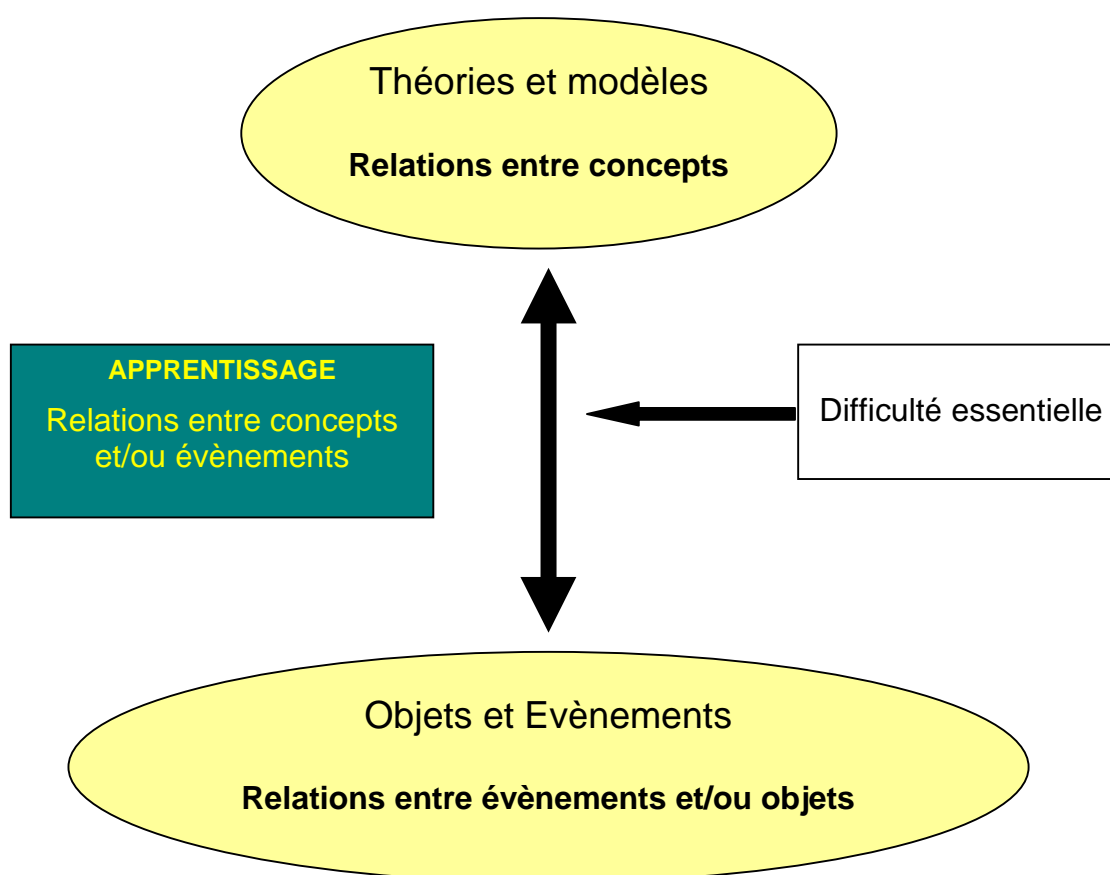 Théories et modèles
Relations entre concepts
APPRENTISSAGE
Relations entre concepts
et/ou évènements
Difficulté essentielle
Objets et Evènements
Relations entre évènements et/ou objets